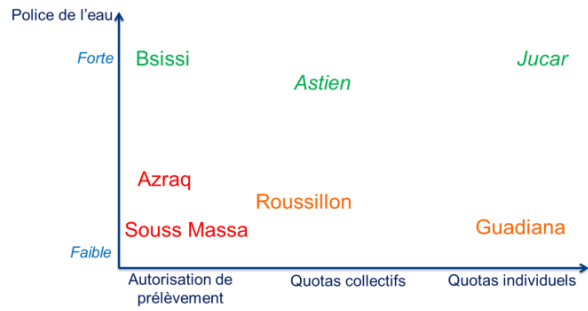 Police de l'eau
Forte
Bsissi
Jucar
Astien
Azraq
Roussillon
Souss Massa
Guadiana
Faible
Autorisation de
prélèvement
Quotas collectifs
Quotas individuels